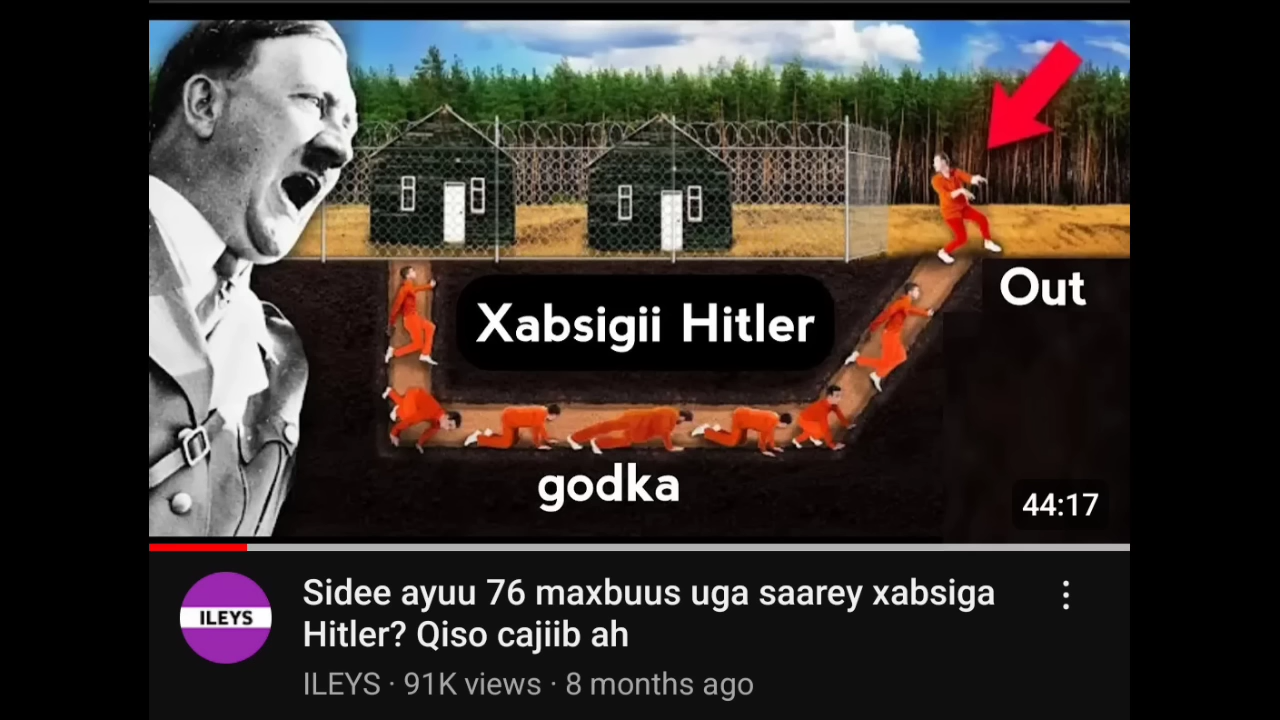 Out
Xabsigii Hitler
godka
44:17
ILEYS
Sidee ayuu 76 maxbuus uga saarey xabsiga
Hitler? Qiso cajiib ah
ILEYS · 91K views · 8 months ago